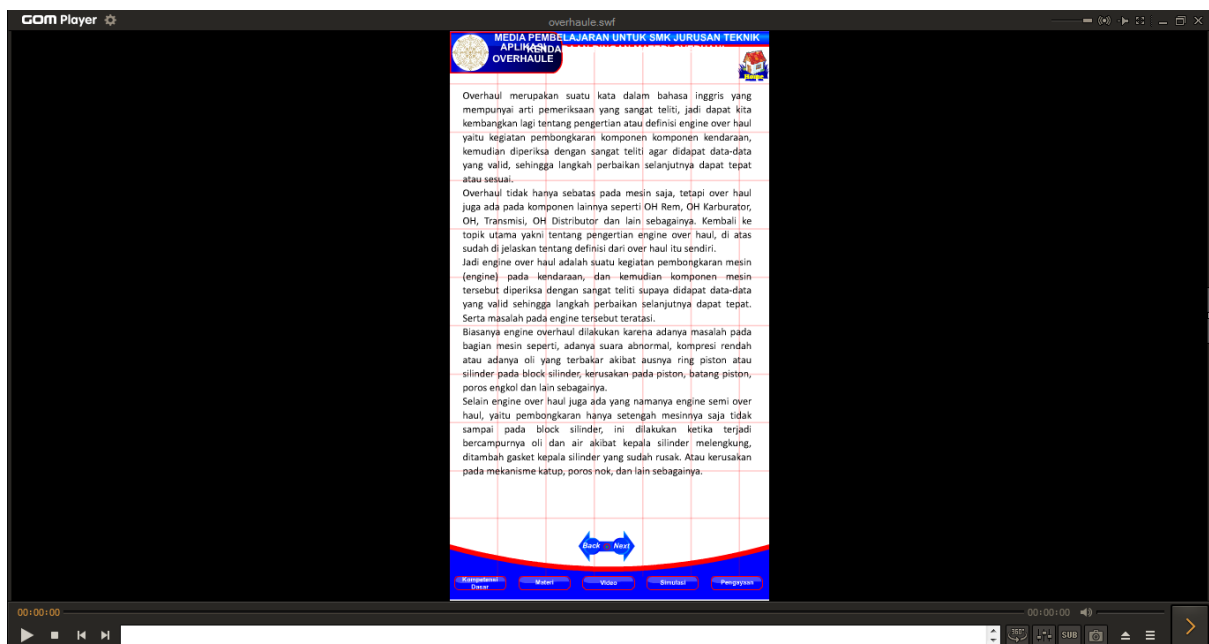 GOM Player
overhaule.swf
MEDIA PEMBELAJARAN UNTUK SMK JURUSAN TEKNIK
APLIKASI
OVERHAULE
Home
Overhaul merupakan suatu kata dalam bahasa inggris yang
mempunyai arti pemeriksaan yang sangat teliti, jadi dapat kita
kembangkan lagi tentang pengertian atau definisi engine over haul
yaitu kegiatan pembongkaran komponen komponen kendaraan,
kemudian diperiksa dengan sangat teliti agar didapat data-data
yang valid, sehingga langkah perbaikan selanjutnya dapat tepat
atau sesuai.
Overhaul tidak hanya sebatas pada mesin saja, tetapi over haul
juga ada pada komponen lainnya seperti OH Rem, OH Karburator,
OH, Transmisi, OH Distributor dan lain sebagainya. Kembali ke
topik utama yakni tentang pengertian engine over haul, di atas
sudah di jelaskan tentang definisi dari over haul itu sendiri.
Jadi engine over haul adalah suatu kegiatan pembongkaran mesin
(engine) pada kendaraan, dan kemudian komponen mesin
tersebut diperiksa dengan sangat teliti supaya didapat data-data
yang valid sehingga langkah perbaikan selanjutnya dapat tepat.
Serta masalah pada engine tersebut teratasi.
Biasanya engine overhaul dilakukan karena adanya masalah pada
bagian mesin seperti, adanya suara abnormal, kompresi rendah
atau adanya oli yang terbakar akibat ausnya ring piston atau
silinder pada block silinder, kerusakan pada piston, batang piston,
poros engkol dan lain sebagainya.
Selain engine over haul juga ada yang namanya engine semi over
haul, yaitu pembongkaran hanya setengah mesinnya saja tidak
sampai pada block silinder, ini dilakukan ketika terjadi
bercampurnya oli dan air akibat kepala silinder melengkung,
ditambah gasket kepala silinder yang sudah rusak. Atau kerusakan
pada mekanisme katup, poros nok, dan lain sebagainya.
Back Next
Kompetensi Dasar
Materi
Video
Simulasi
Pengayaan
00:00:00
00:00:00
360°
SUB